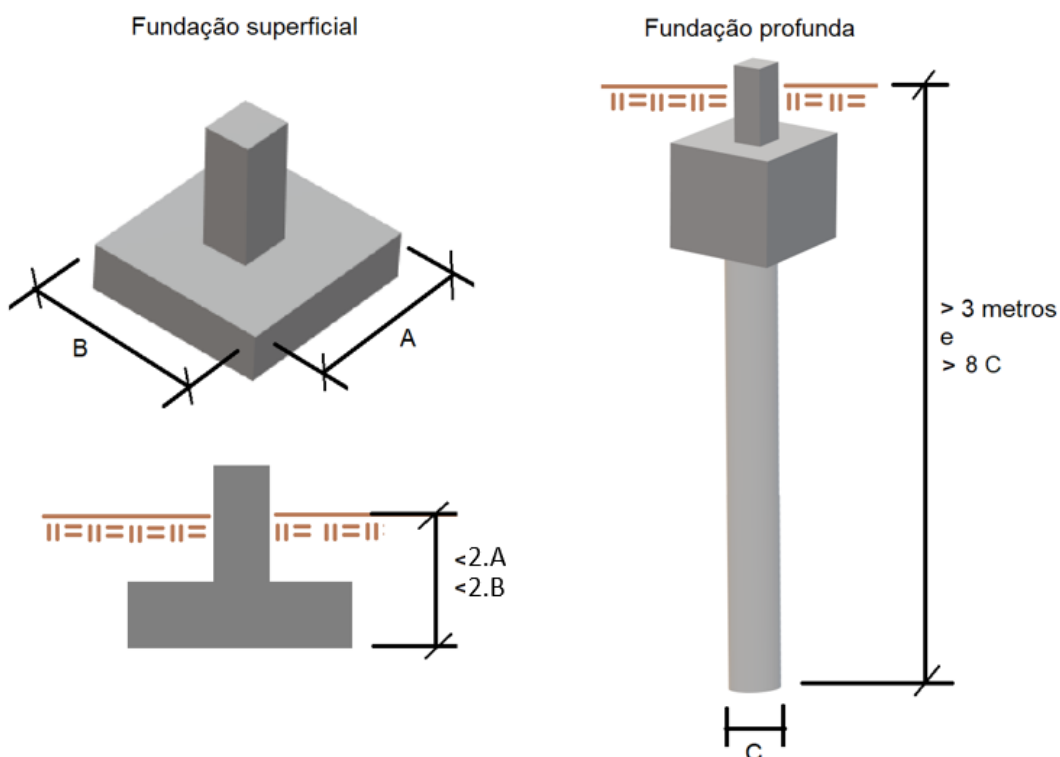 Fundação superficial
B
A
<2.A
<2.B
Fundação profunda
> 3 metros
e
> 8 C
C